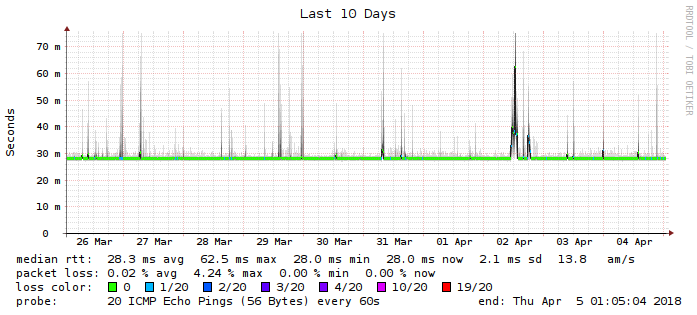 Last 10 Days
RRDTOOL / TOBI OETIKER
Seconds
70 m
60 m
50 m
40 m
30 m
20 m
10 m
0
26 Mar 27 Mar 28 Mar 29 Mar 30 Mar 31 Mar 01 Apr 02 Apr 03 Apr 04 Apr
median rtt: 28.3 ms avg 62.5 ms max 28.0 ms min 28.0 ms now 2.1 ms sd 13.8 am/s
packet loss: 0.02 % avg 4.24 % max 0.00 % min 0.00 % now
loss color: 0 1/20 2/20 3/20 4/20 10/20 19/20
probe: 20 ICMP Echo Pings (56 Bytes) every 60s end: Thu Apr 5 01:05:04 2018